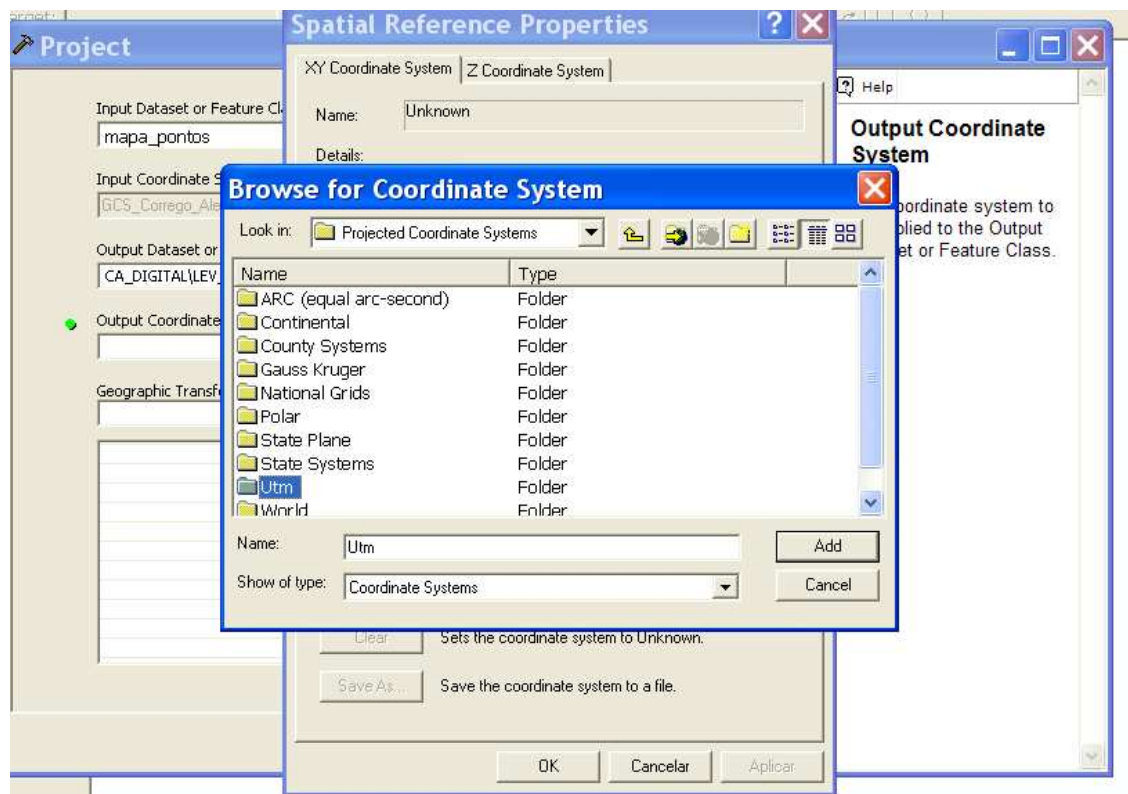 Project
Input Dataset or Feature Cl
mapa_pontos
Input Coordinate S
GCS_Corrego_Ale
Output Dataset or
CA_DIGITAL\LEV_
Output Coordinate
Geographic Transf
Spatial Reference Properties
XY Coordinate System
Z Coordinate System
Name:
Unknown
Details:
Browse for Coordinate System
Look in:
Projected Coordinate Systems
Name Type
ARC (equal arc-second) Folder
Continental Folder
County Systems Folder
Gauss Kruger Folder
National Grids Folder
Polar Folder
State Plane Folder
State Systems Folder
Utm Folder
World Folder
Name:
Utm
Add
Show of type:
Coordinate Systems
Cancel
Clear
Sets the coordinate system to Unknown.
Save As...
Save the coordinate system to a file.
OK
Cancelar
Aplicar
Help
Output Coordinate
System
oordinate system to
plied to the Output
et or Feature Class.